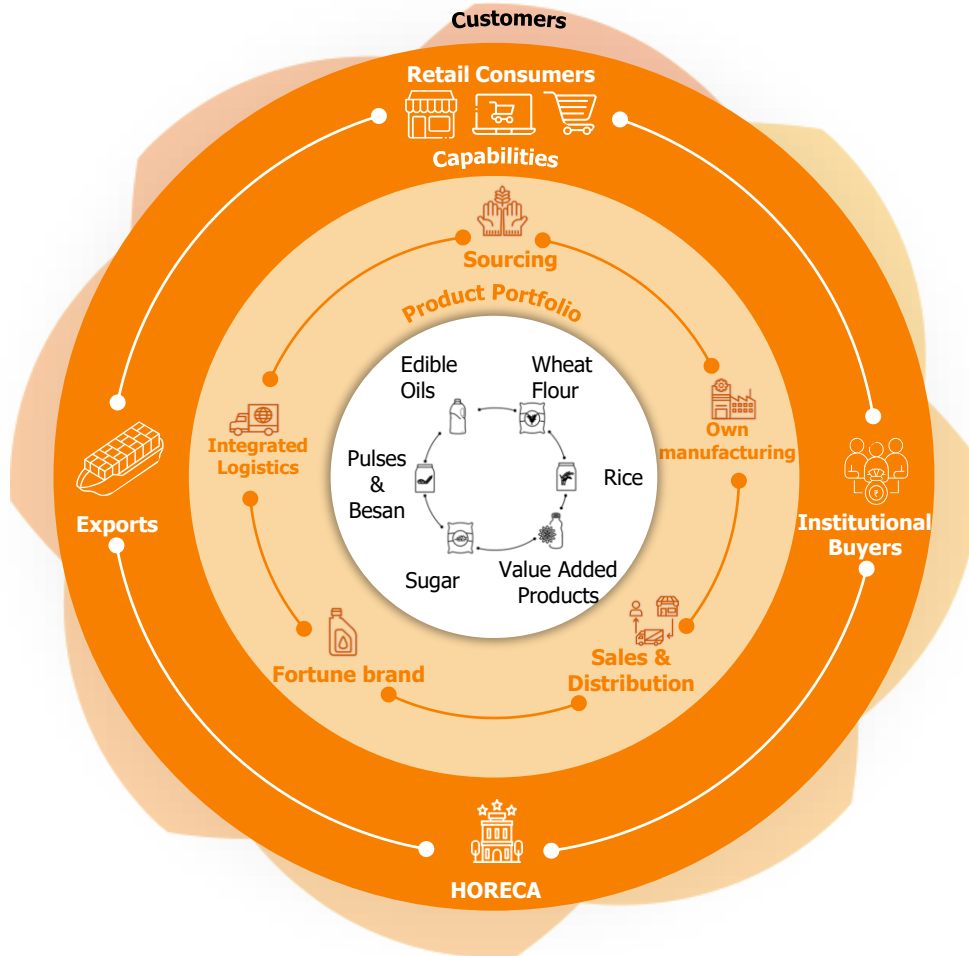 Customers
Retail Consumers
Capabilities
Sourcing
Product Portfolio
Edible
Oils
Wheat
Flour
Integrated
Logistics
Own
manufacturing
Pulses
&
Besan
Rice
Exports
Institutional
Buyers
Sugar
Value Added
Products
Fortune brand
Sales &
Distribution
HORECA